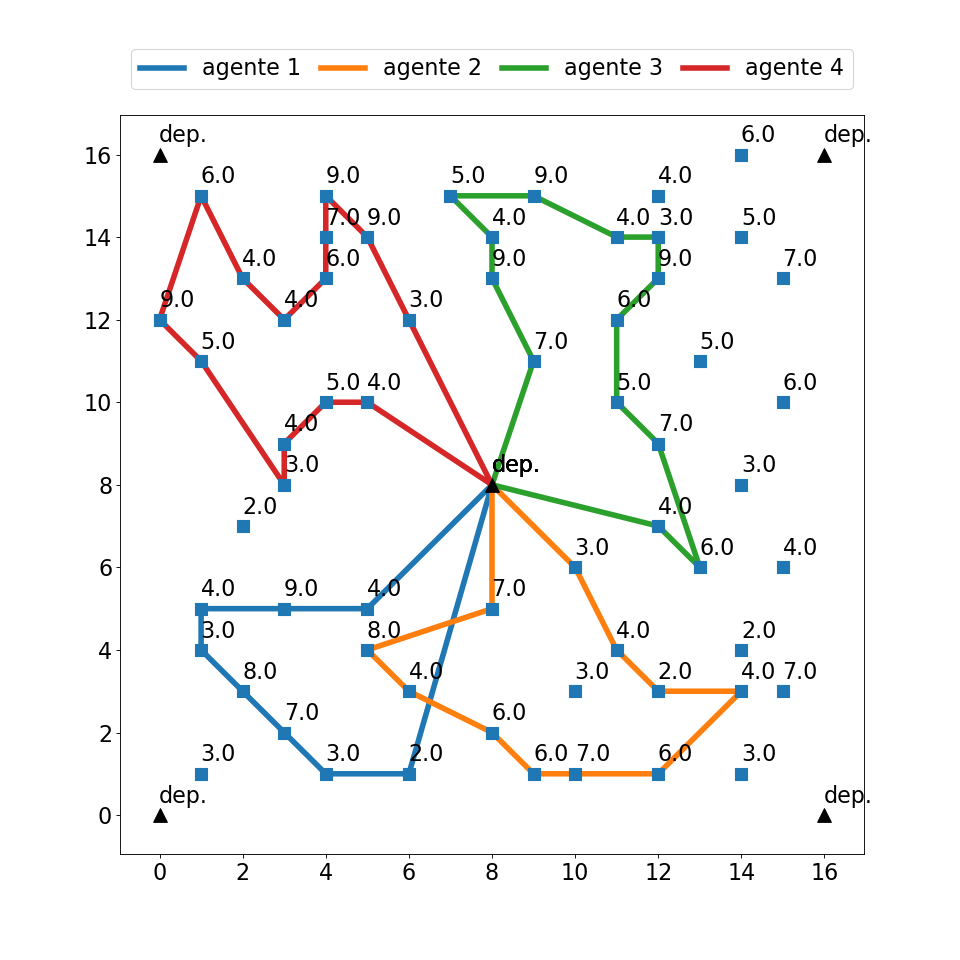 agente 1 agente 2 agente 3 agente 4
dep. 6.0 dep.
16
6.0 9.0 5.0 9.0 4.0
7.0 9.0 4.0 4.0 3.0 5.0
14
4.0 6.0 9.0 9.0 7.0
9.0 4.0 3.0 6.0
12
5.0 7.0 5.0
5.0 4.0 5.0 6.0
10
4.0 7.0
3.0 dep. 3.0
8
2.0 4.0
3.0 6.0 4.0
6
4.0 9.0 4.0 7.0
3.0 8.0 4.0 2.0
4
8.0 4.0 3.0 2.0 4.0 7.0
7.0 6.0
2
3.0 3.0 2.0 6.0 7.0 6.0 3.0
dep. dep.
0
0 2 4 6 8 10 12 14 16